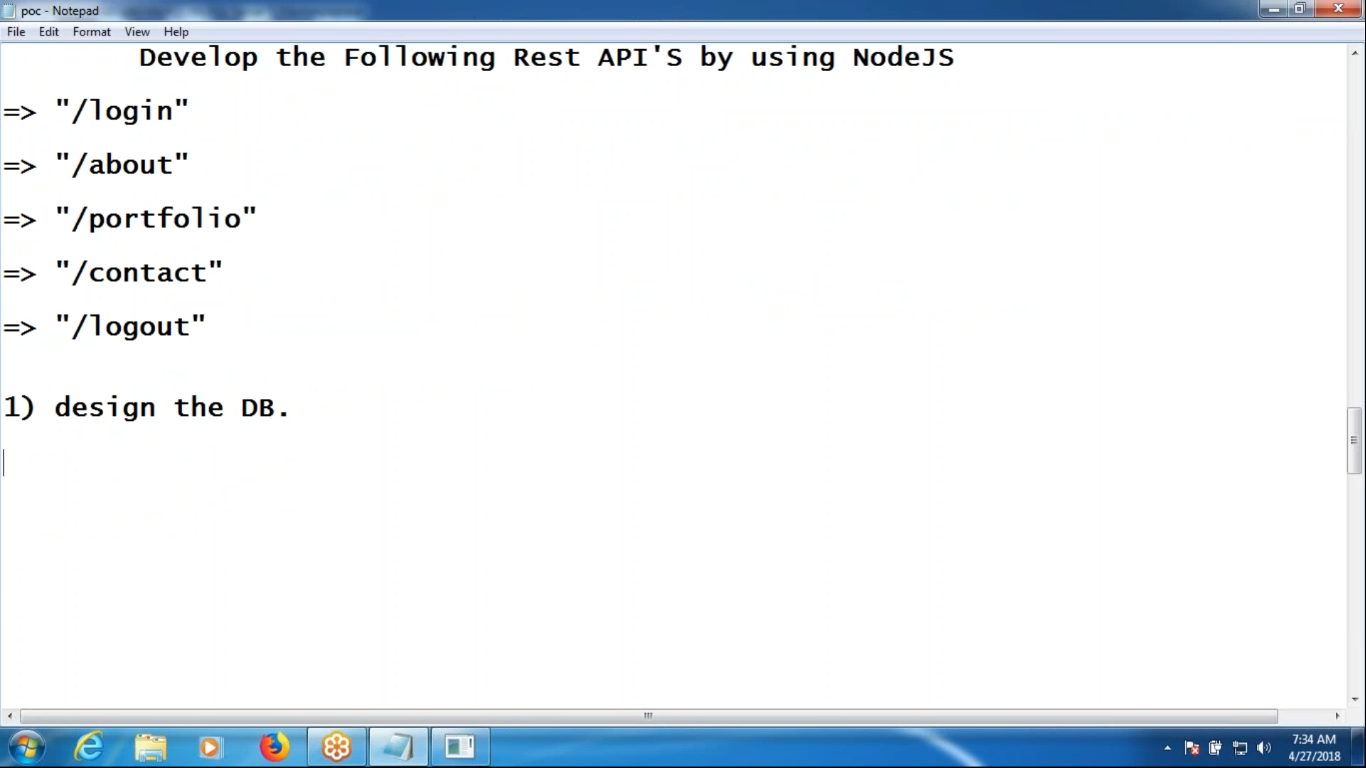 poc - Notepad
File Edit Format View Help
Develop the Following Rest API'S by using NodeJS
=> "/login"
=> "/about"
=> "/portfolio"
=> "/contact"
=> "/logout"
1) design the DB.
7:34 AM
4/27/2018